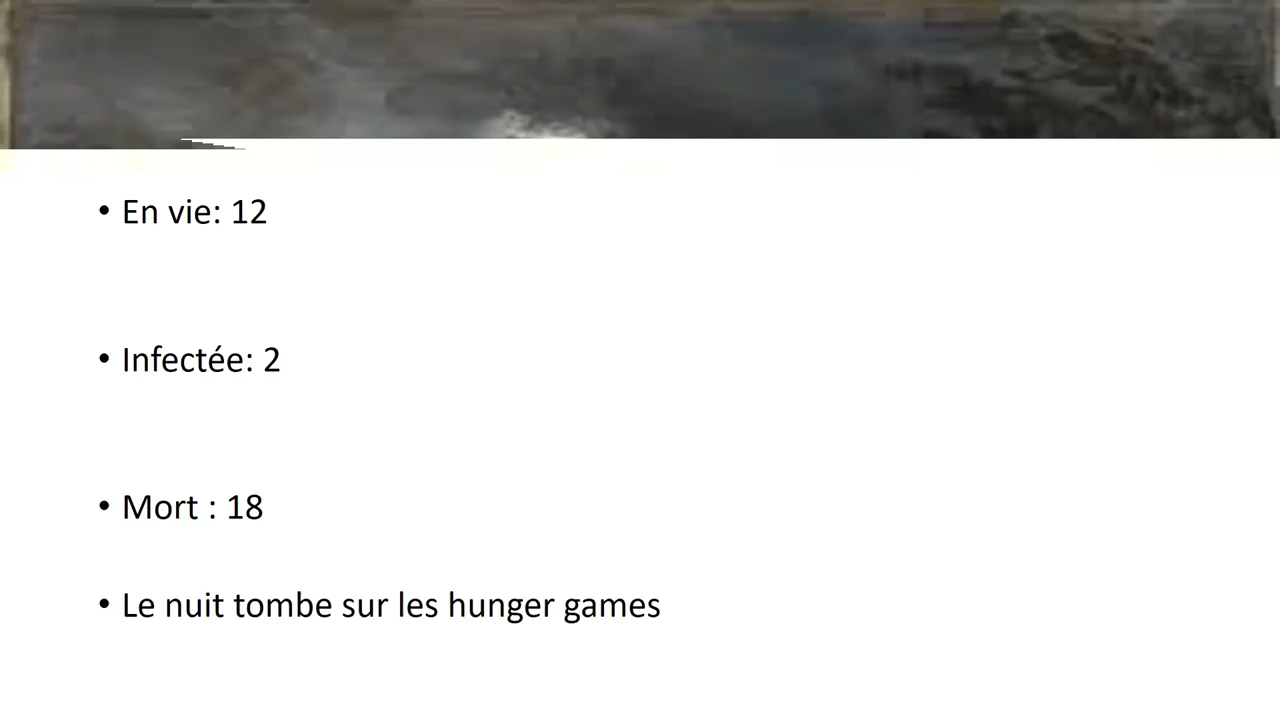 • En vie: 12
• Infectée: 2
• Mort : 18
• Le nuit tombe sur les hunger games